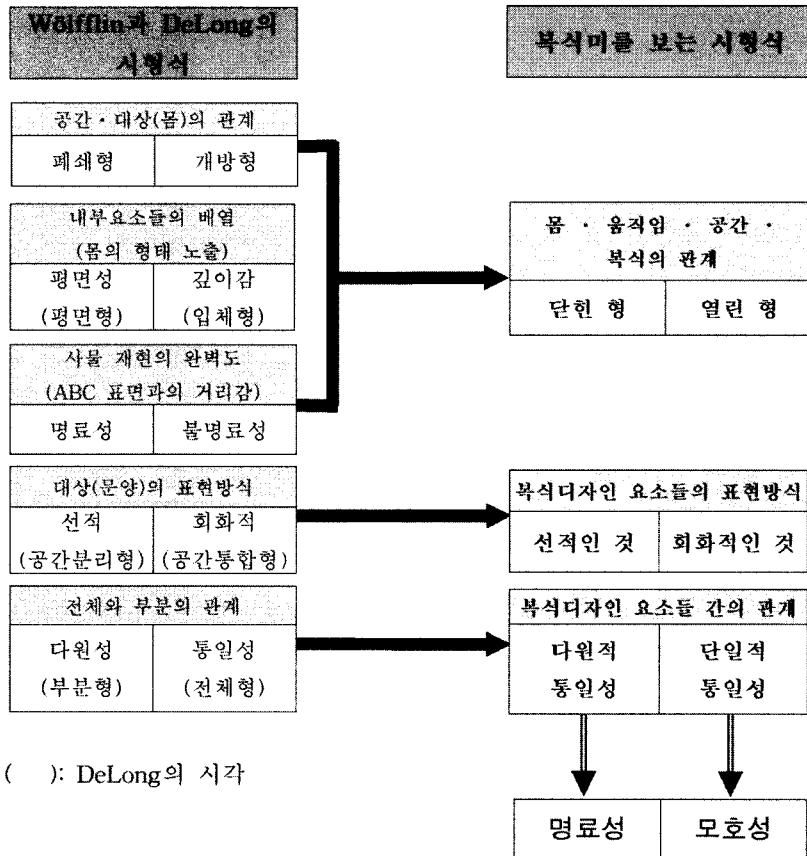 Wölfflin과 DeLong의
시형식
복식미를 보는 시형식
공간·대상(몸)의 관계
폐쇄형 개방형
내부요소들의 배열
(몸의 형태 노출)
평면성 깊이감
(평면형) (입체형)
몸 · 움직임 · 공간 ·
복식의 관계
단힌 형 열린 형
사물 재현의 완벽도
(ABC 표면과의 거리감)
명료성 불명료성
대상(문양)의 표현방식
선적 회화적
(공간분리형) (공간통합형)
복식디자인 요소들의 표현방식
선적인 것 회화적인 것
전체와 부분의 관계
다원성 통일성
(부분형) (전체형)
복식디자인 요소들 간의 관계
다원적 단일적
통일성 통일성
( ): DeLong의 시각
명료성 모호성